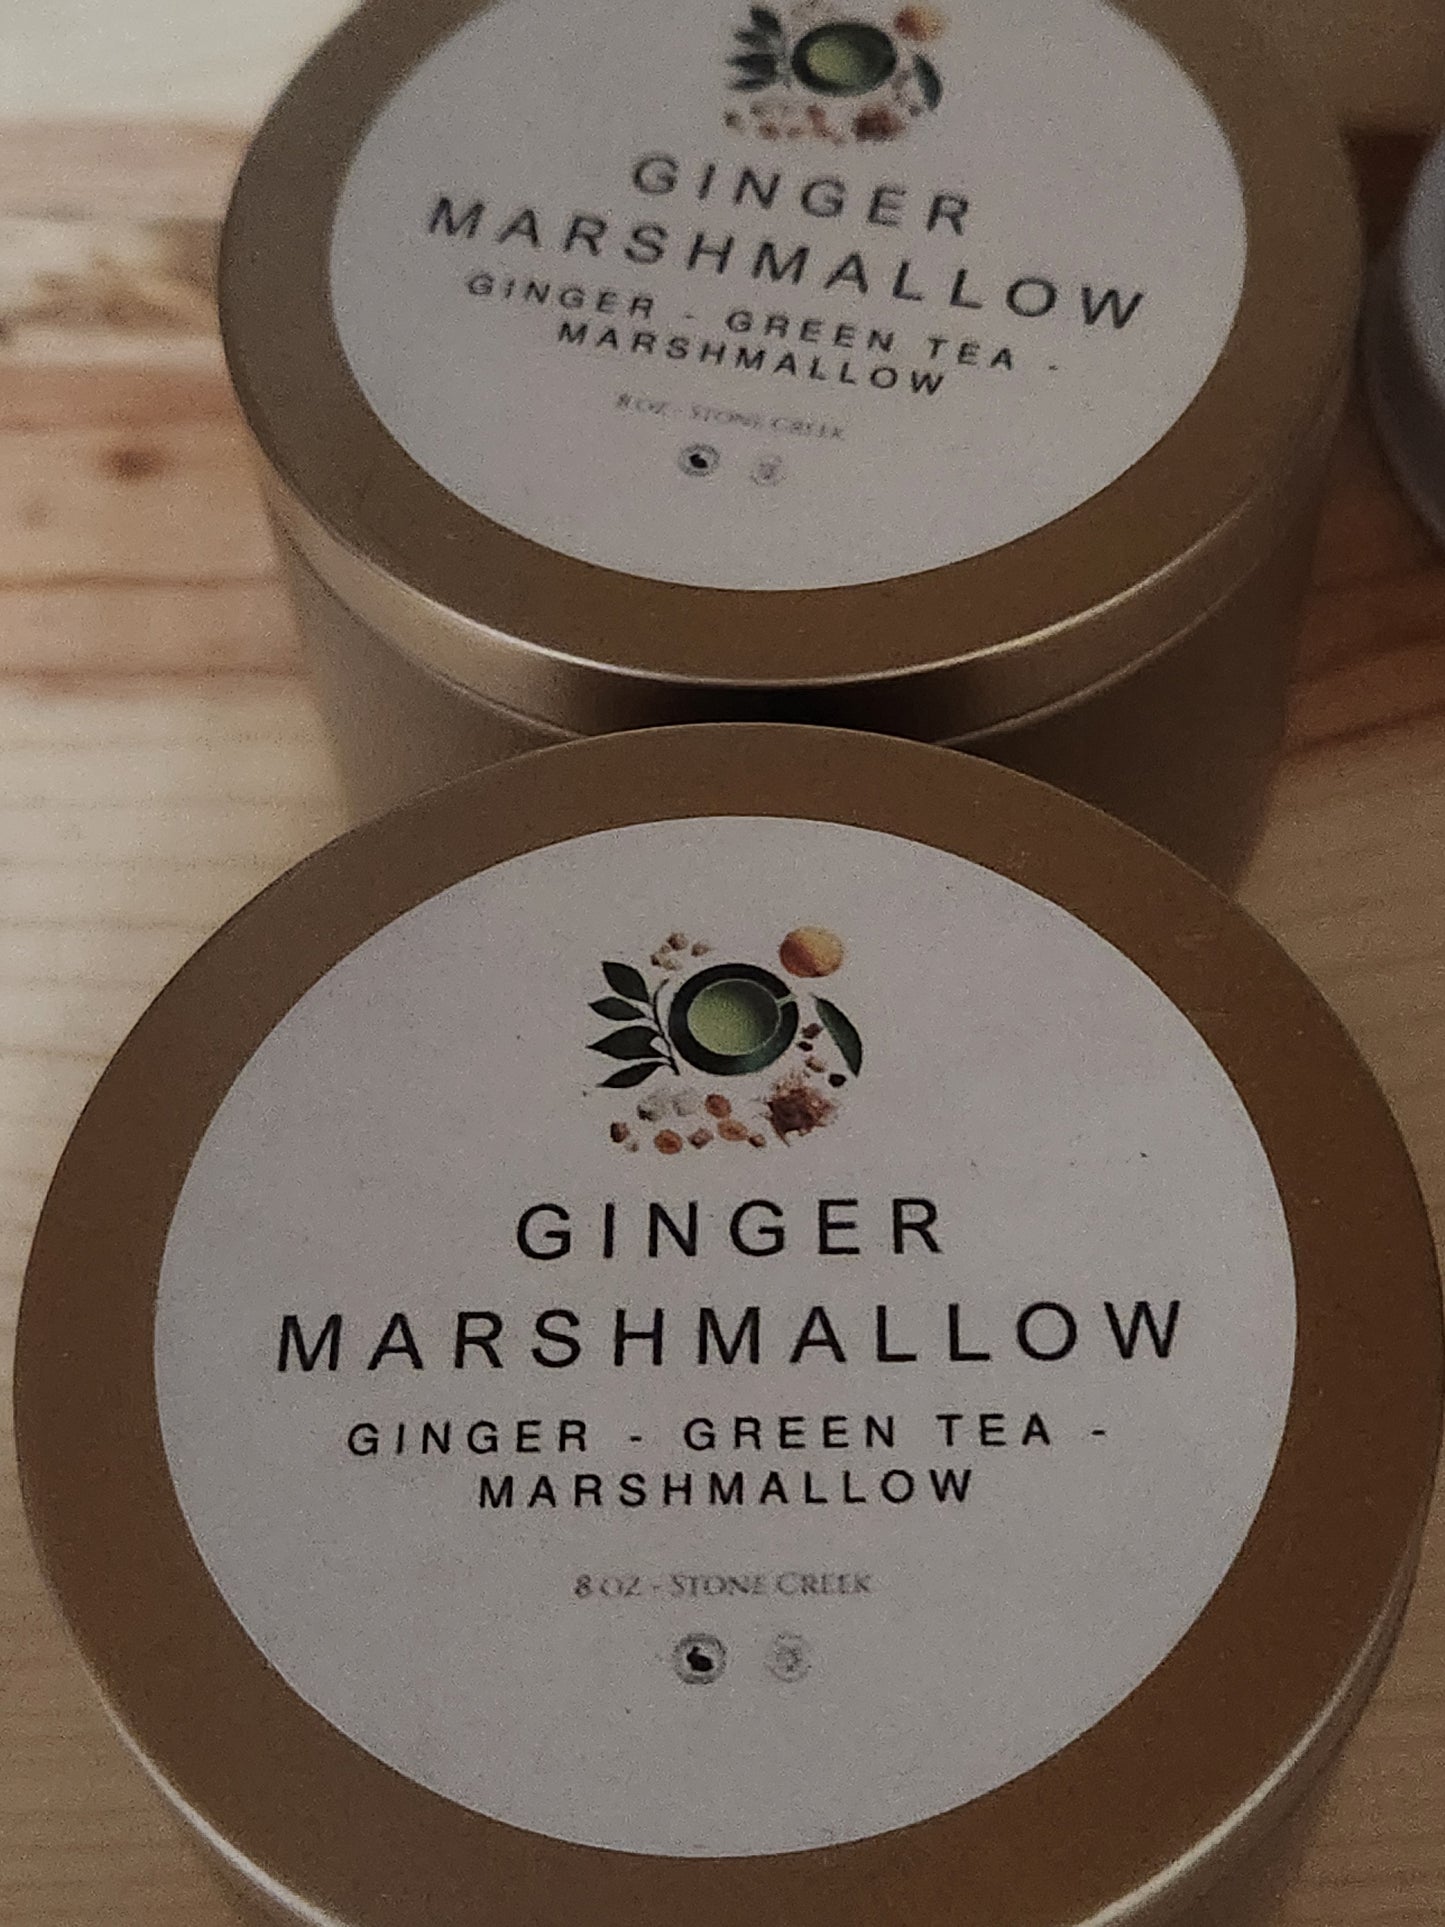 GINGER
MARSHMALLOW
GINGER - GREEN TEA -
MARSHMALLOW
8 OZ - STONE CREEK
GINGER
MARSHMALLOW
GINGER - GREEN TEA -
MARSHMALLOW
8 OZ - STONE CREEK